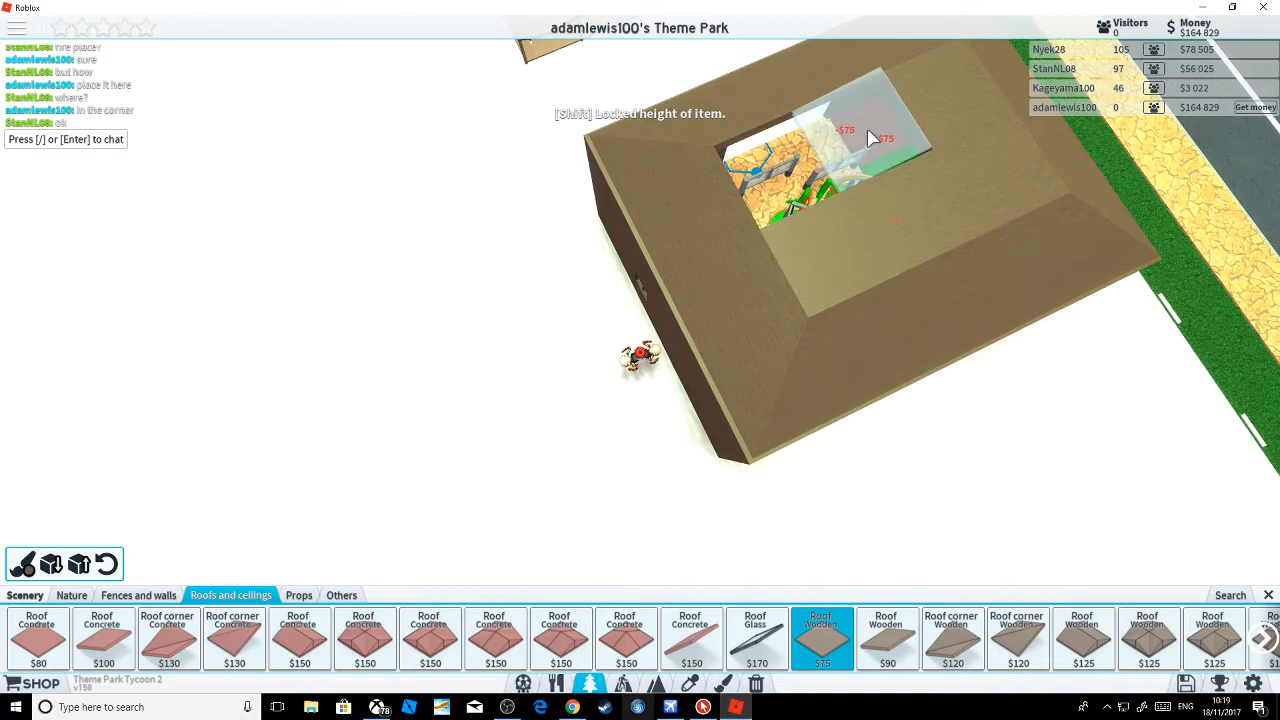 Roblox
adamlewis100's Theme Park
Visitors
0
Money
$164 829
StanNL08: fire place?
adamlewis100: sure
StanNL08: but how
adamlewis100: place it here
StanNL08: where?
adamlewis100: in the corner
StanNL08: ok
Press [/] or [Enter] to chat
Nyek28 105 $78 505
StanNL08 97 $56 025
Kageyama100 46 $3 022
adamlewis100 0 $164 829 Get money
[Shift] Locked height of item.
-$75
$75
Scenery Nature Fences and walls Roofs and ceilings Props Others Search
Roof Concrete $80
Roof Concrete $100
Roof corner Concrete $130
Roof corner Concrete $130
Roof Concrete $150
Roof Concrete $150
Roof Concrete $150
Roof Concrete $150
Roof Concrete $150
Roof Concrete $150
Roof Concrete $150
Roof Glass $170
Roof Wooden $75
Roof Wooden $90
Roof corner Wooden $120
Roof corner Wooden $120
Roof Wooden $125
Roof Wooden $125
Roof Wooden $125
SHOP
Theme Park Tycoon 2
v150
Type here to search
78
10:19
18/11/2017